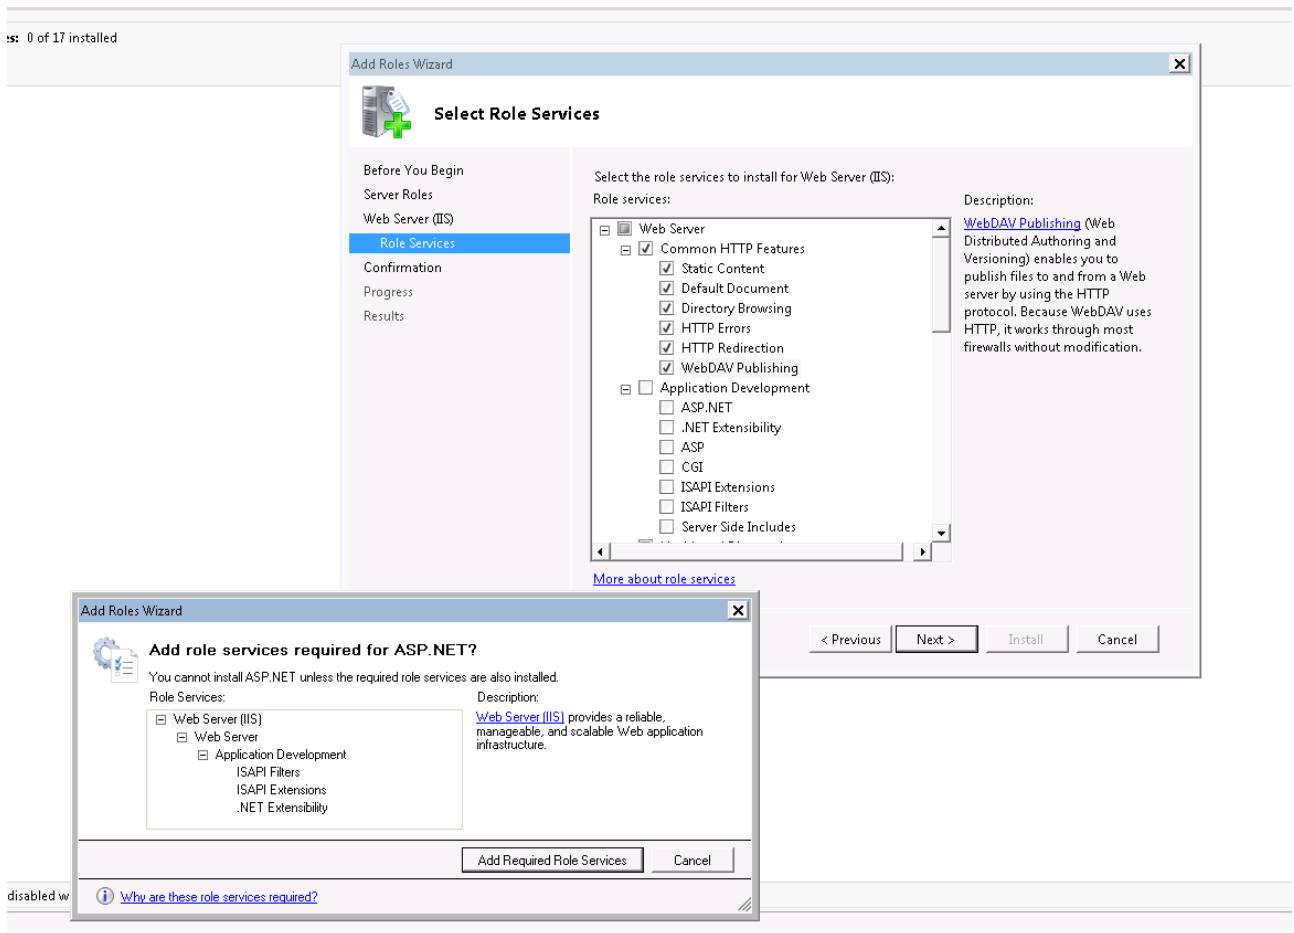 es: 0 of 17 installed
Add Roles Wizard
Select Role Services
Before You Begin
Server Roles
Web Server (IIS)
Role Services
Confirmation
Progress
Results
Select the role services to install for Web Server (IIS):
Role services:
Web Server
Common HTTP Features
Static Content
Default Document
Directory Browsing
HTTP Errors
HTTP Redirection
WebDAV Publishing
Application Development
ASP.NET
.NET Extensibility
ASP
CGI
ISAPI Extensions
ISAPI Filters
Server Side Includes
More about role services
Description:
WebDAV Publishing (Web
Distributed Authoring and
Versioning) enables you to
publish files to and from a Web
server by using the HTTP
protocol. Because WebDAV uses
HTTP, it works through most
firewalls without modification.
< Previous
Next >
Install
Cancel
Add Roles Wizard
Add role services required for ASP.NET?
You cannot install ASP.NET unless the required role services are also installed.
Role Services:
Web Server (IIS)
Web Server
Application Development
ISAPI Filters
ISAPI Extensions
.NET Extensibility
Description:
Web Server (IIS) provides a reliable,
manageable, and scalable Web application
infrastructure.
Add Required Role Services
Cancel
Why are these role services required?
disabled w